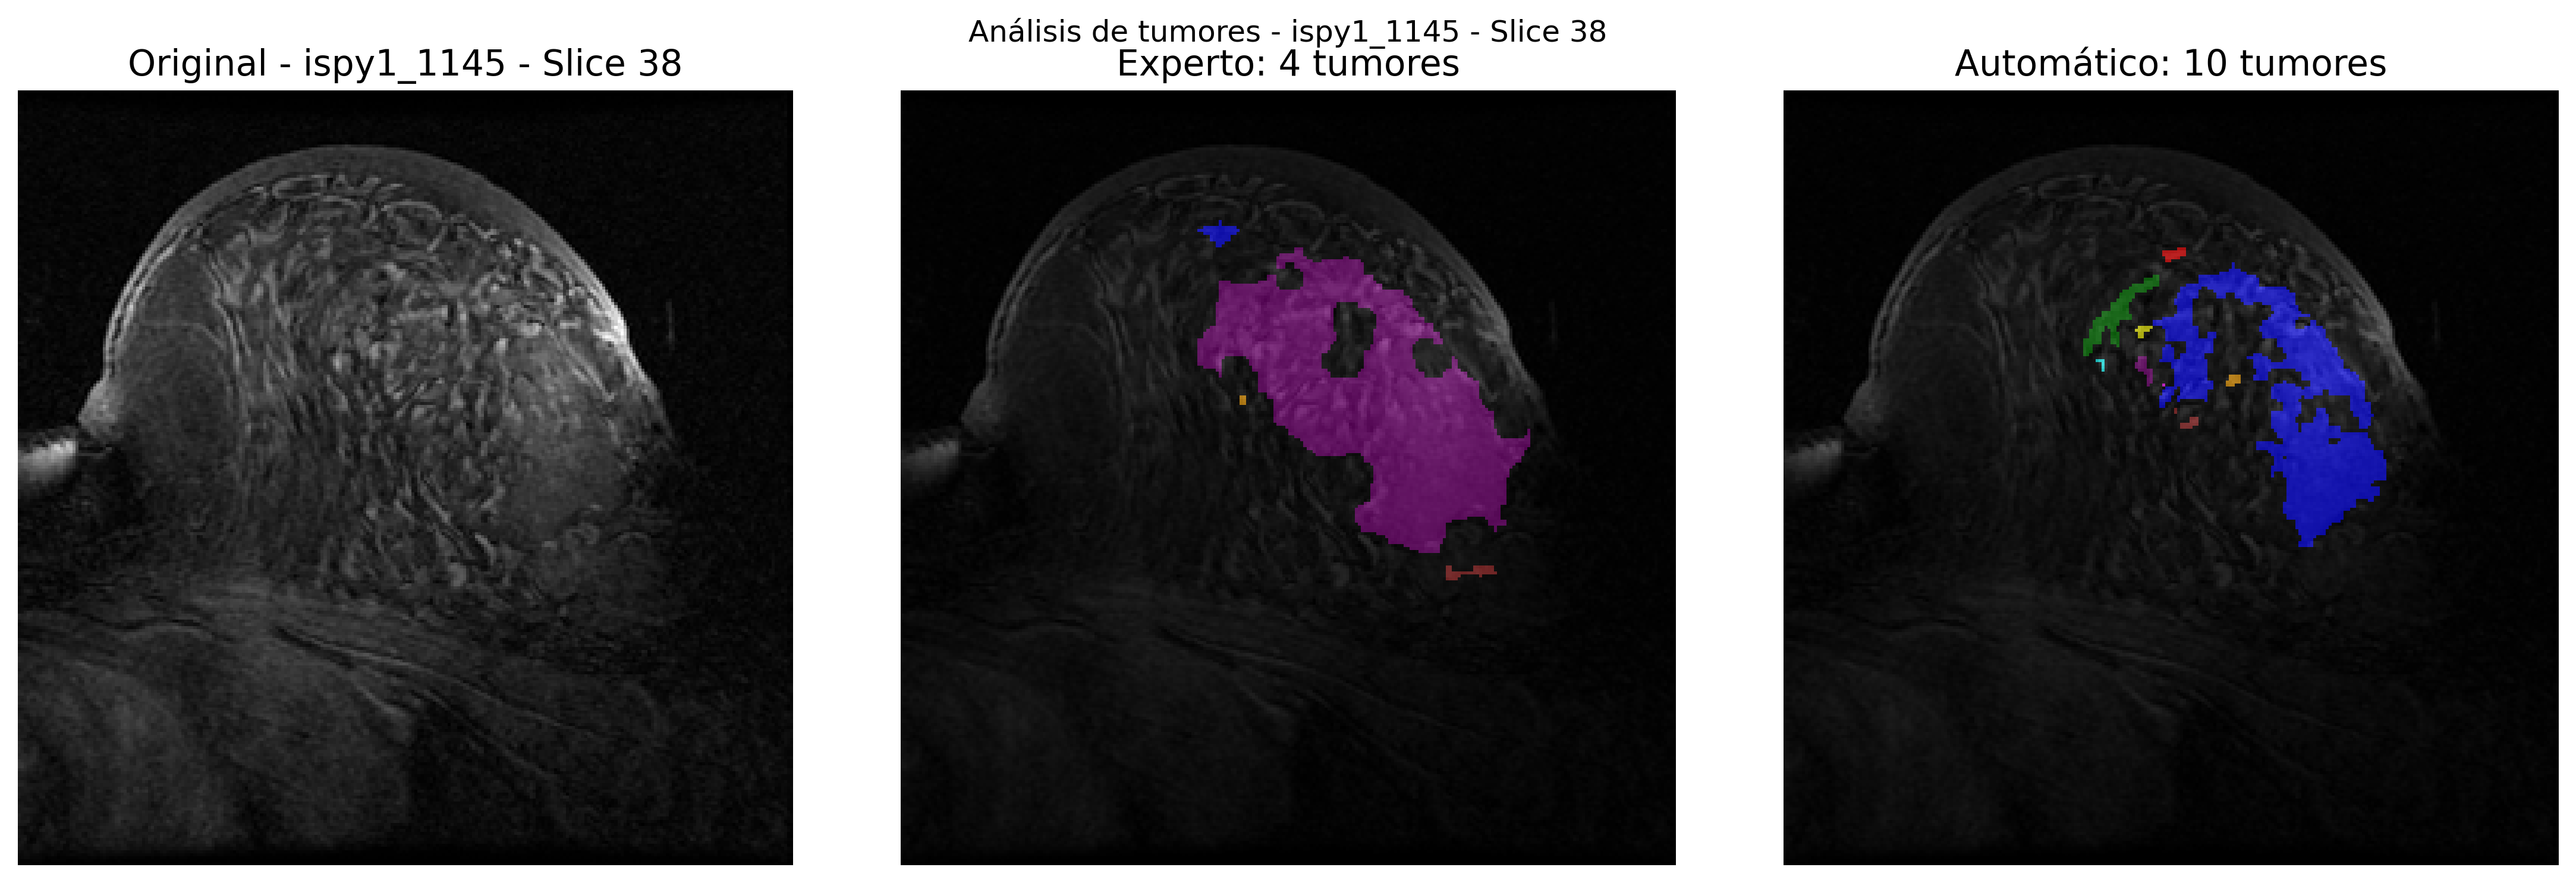 Análisis de tumores - ispy1_1145 - Slice 38
Original - ispy1_1145 - Slice 38
Experto: 4 tumores
Automático: 10 tumores